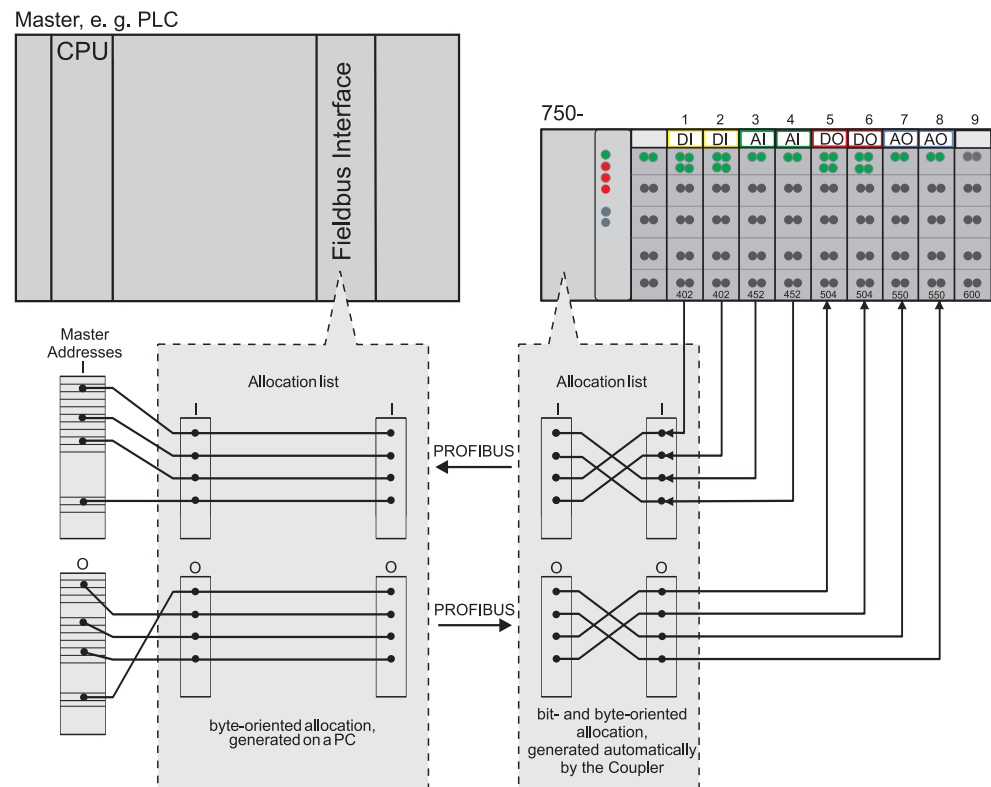 Master, e. g. PLC
CPU
Fieldbus Interface
750-
1 2 3 4 5 6 7 8 9
DI DI AI AI DO DO AO AO
402 402 452 452 504 504 550 550 600
Master
Addresses
I
Allocation list
I I
Allocation list
I I
PROFIBUS
O
O O
O O
PROFIBUS
byte-oriented allocation,
generated on a PC
bit- and byte-oriented
allocation,
generated automatically
by the Coupler